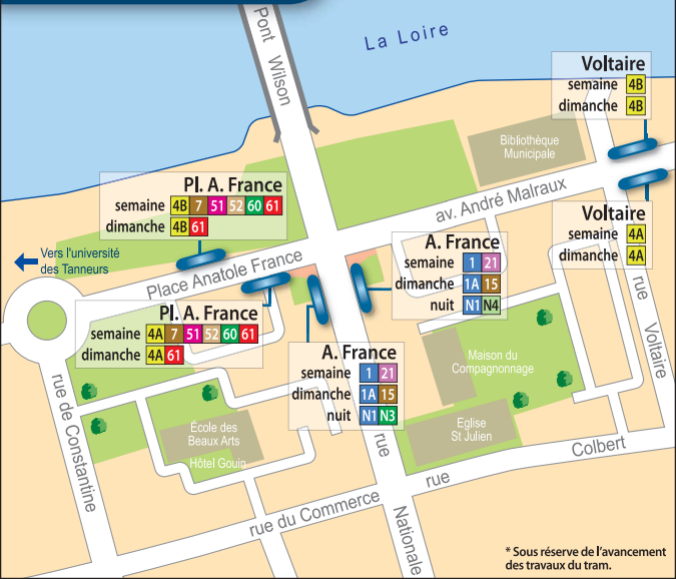 Pont Wilson
La Loire
Voltaire
semaine 4B
dimanche 4B
Bibliothèque
Municipale
Pl. A. France
semaine 4B 7 51 52 60 61
dimanche 4B 61
av. André Malraux
Voltaire
semaine 4A
dimanche 4A
Vers l'université
des Tanneurs
Place Anatole France
A. France
semaine 1 21
dimanche 1A 15
nuit N1 N4
Pl. A. France
semaine 4A 7 51 52 60 61
dimanche 4A 61
rue Voltaire
A. France
semaine 1 21
dimanche 1A 15
nuit N1 N3
Maison du
Compagnonnage
rue de Constantine
École des
Beaux Arts
Hôtel Gouin
Eglise
St Julien
rue Colbert
rue du Commerce
rue Nationale
* Sous réserve de l'avancement
des travaux du tram.